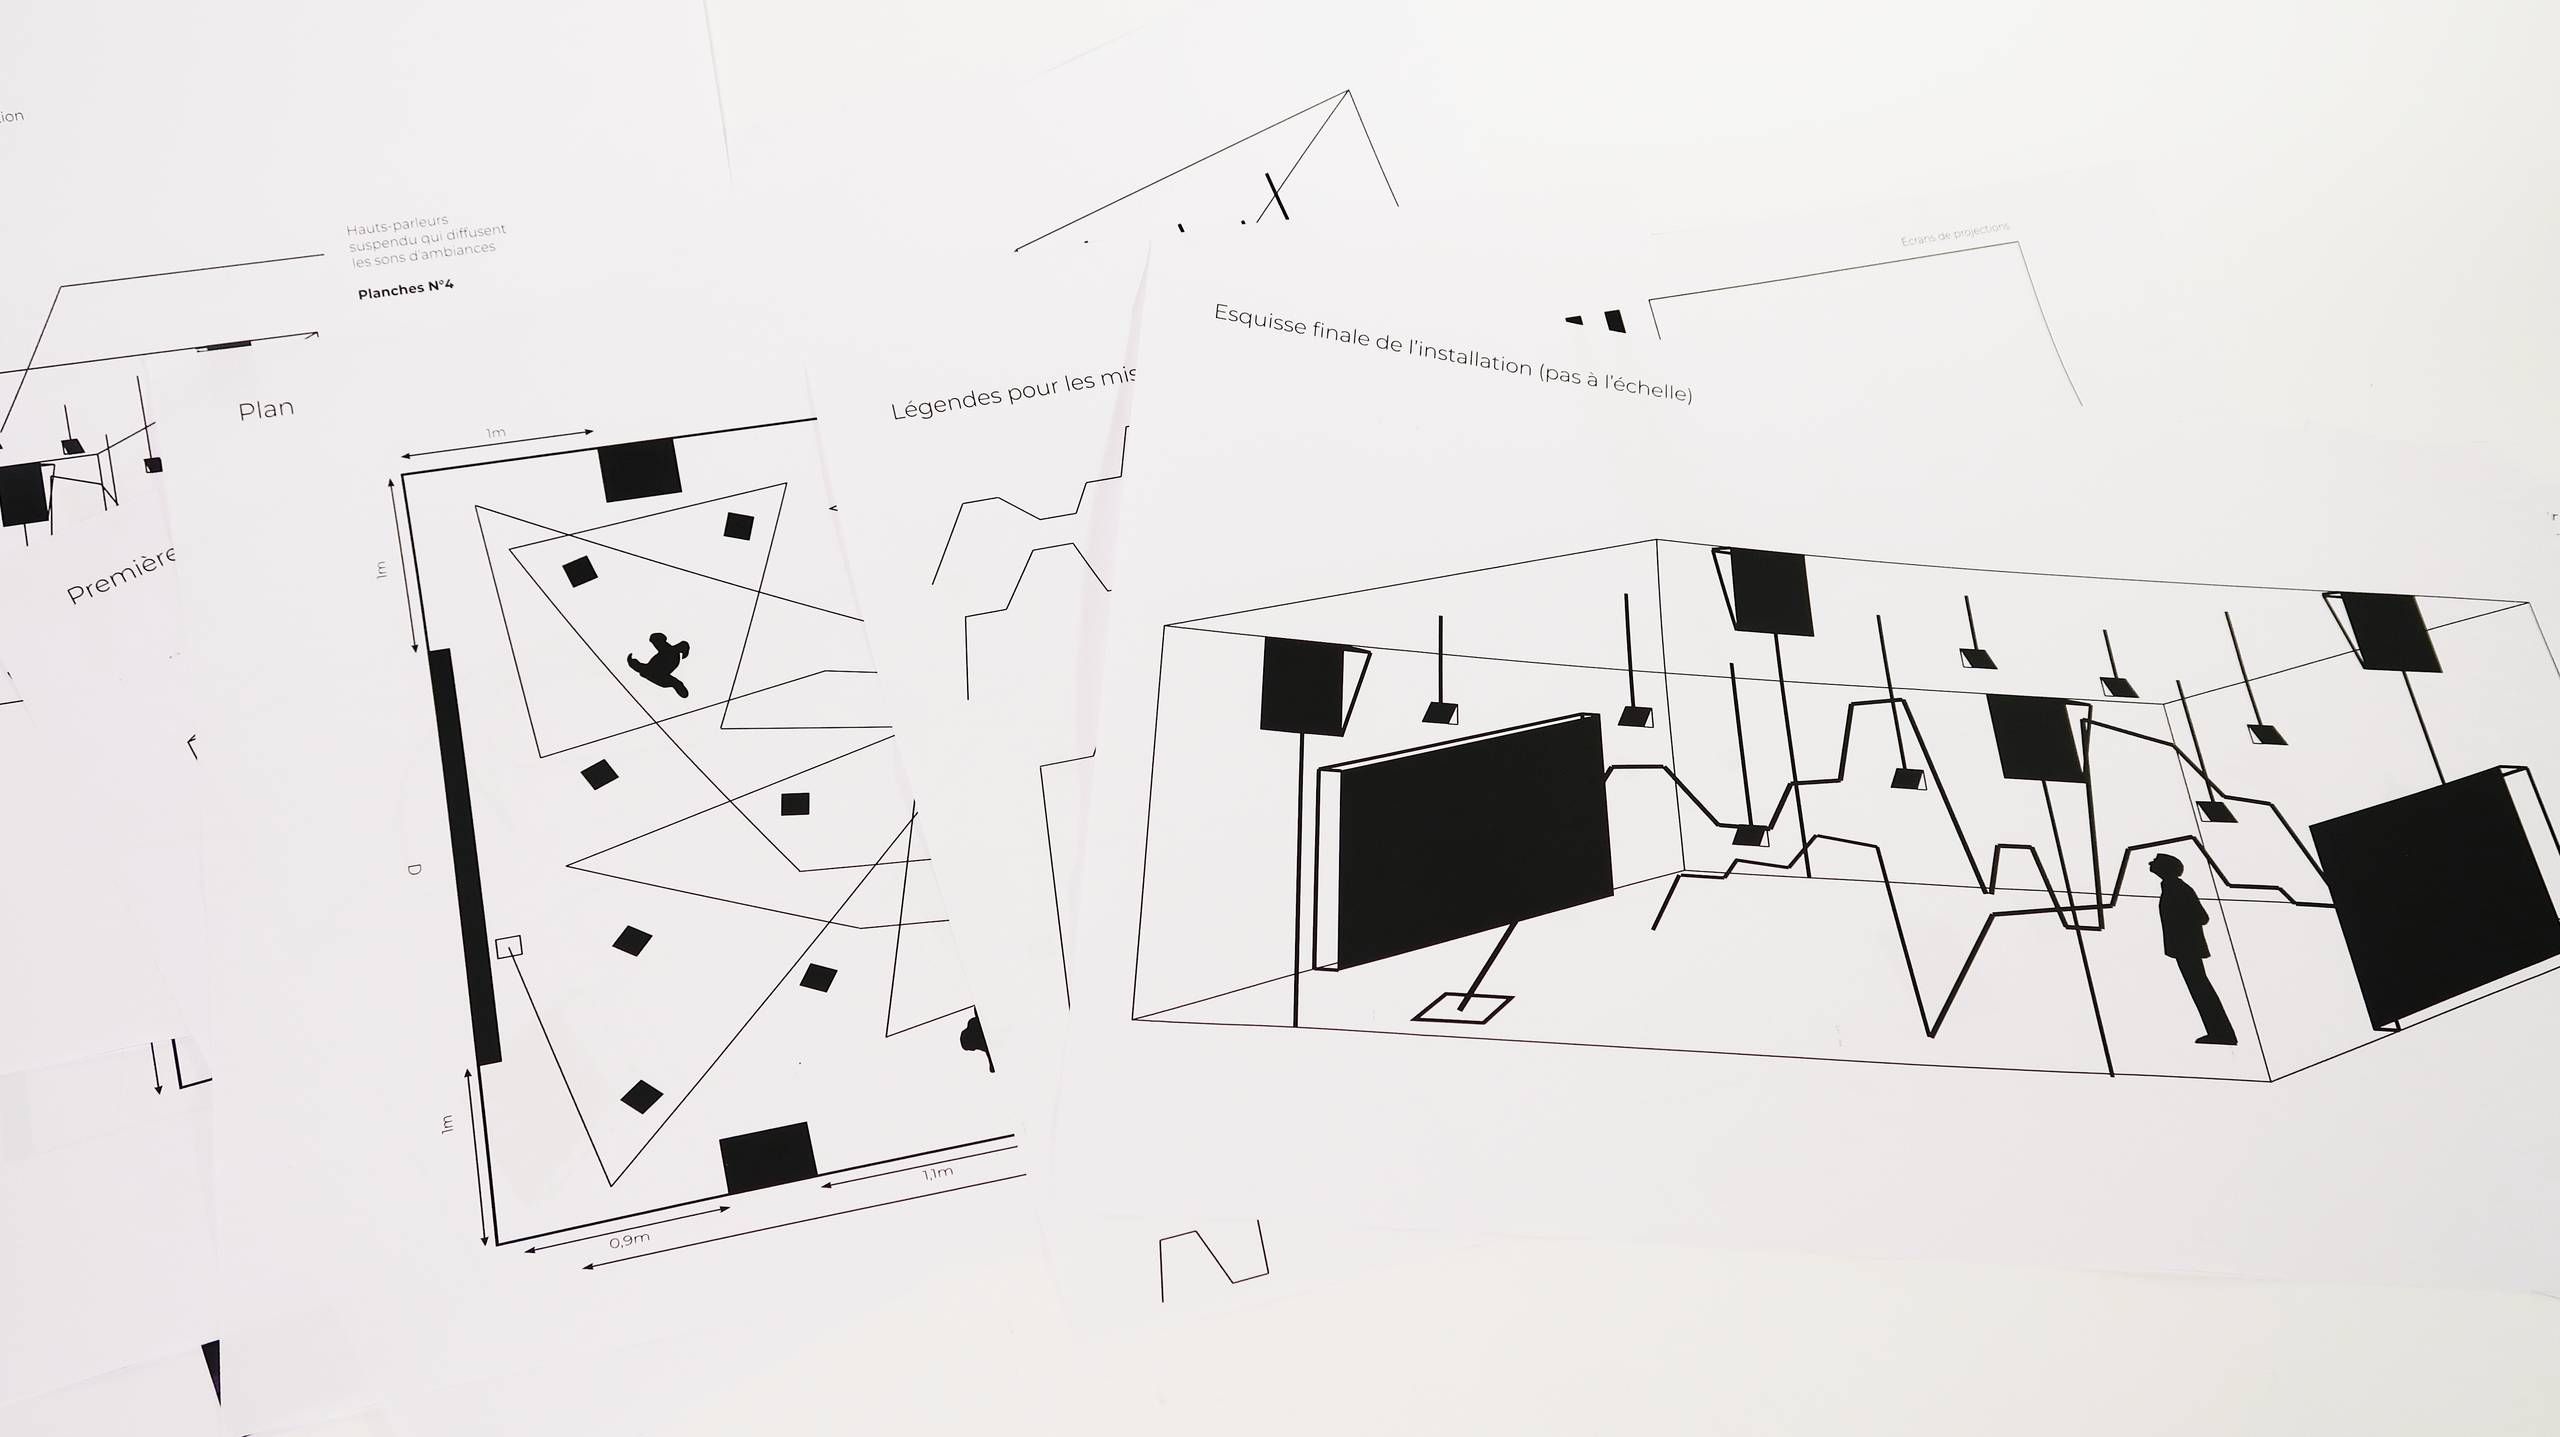 ion
Hauts-parleurs
suspendu qui diffusent
les sons d'ambiances
Planches N°4
Plan
Première
1m
1m
D
1m
0,9m
1,1m
Légendes pour les mis
Esquisse finale de l'installation (pas à l'échelle)
Ecrans de projections